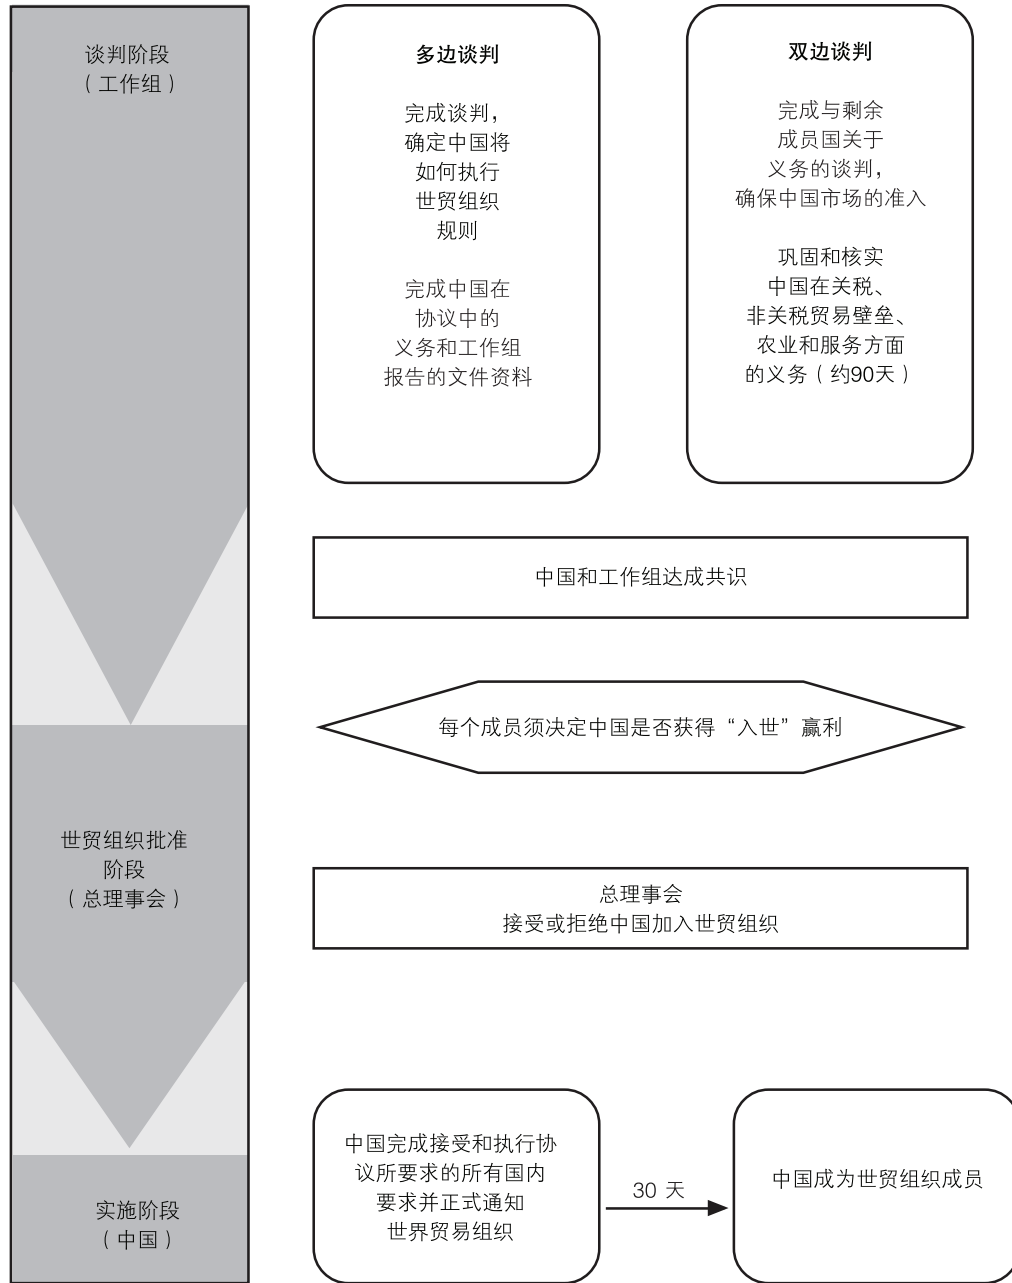 谈判阶段
（工作组）
多边谈判
完成谈判，
确定中国将
如何执行
世贸组织
规则
完成中国在
协议中的
义务和工作组
报告的文件资料
双边谈判
完成与剩余
成员国关于
义务的谈判，
确保中国市场的准入
巩固和核实
中国在关税、
非关税贸易壁垒、
农业和服务方面
的义务（约90天）
中国和工作组达成共识
每个成员须决定中国是否获得“入世”赢利
世贸组织批准
阶段
（总理事会）
总理事会
接受或拒绝中国加入世贸组织
实施阶段
（中国）
中国完成接受和执行协
议所要求的所有国内
要求并正式通知
世界贸易组织
30 天
中国成为世贸组织成员